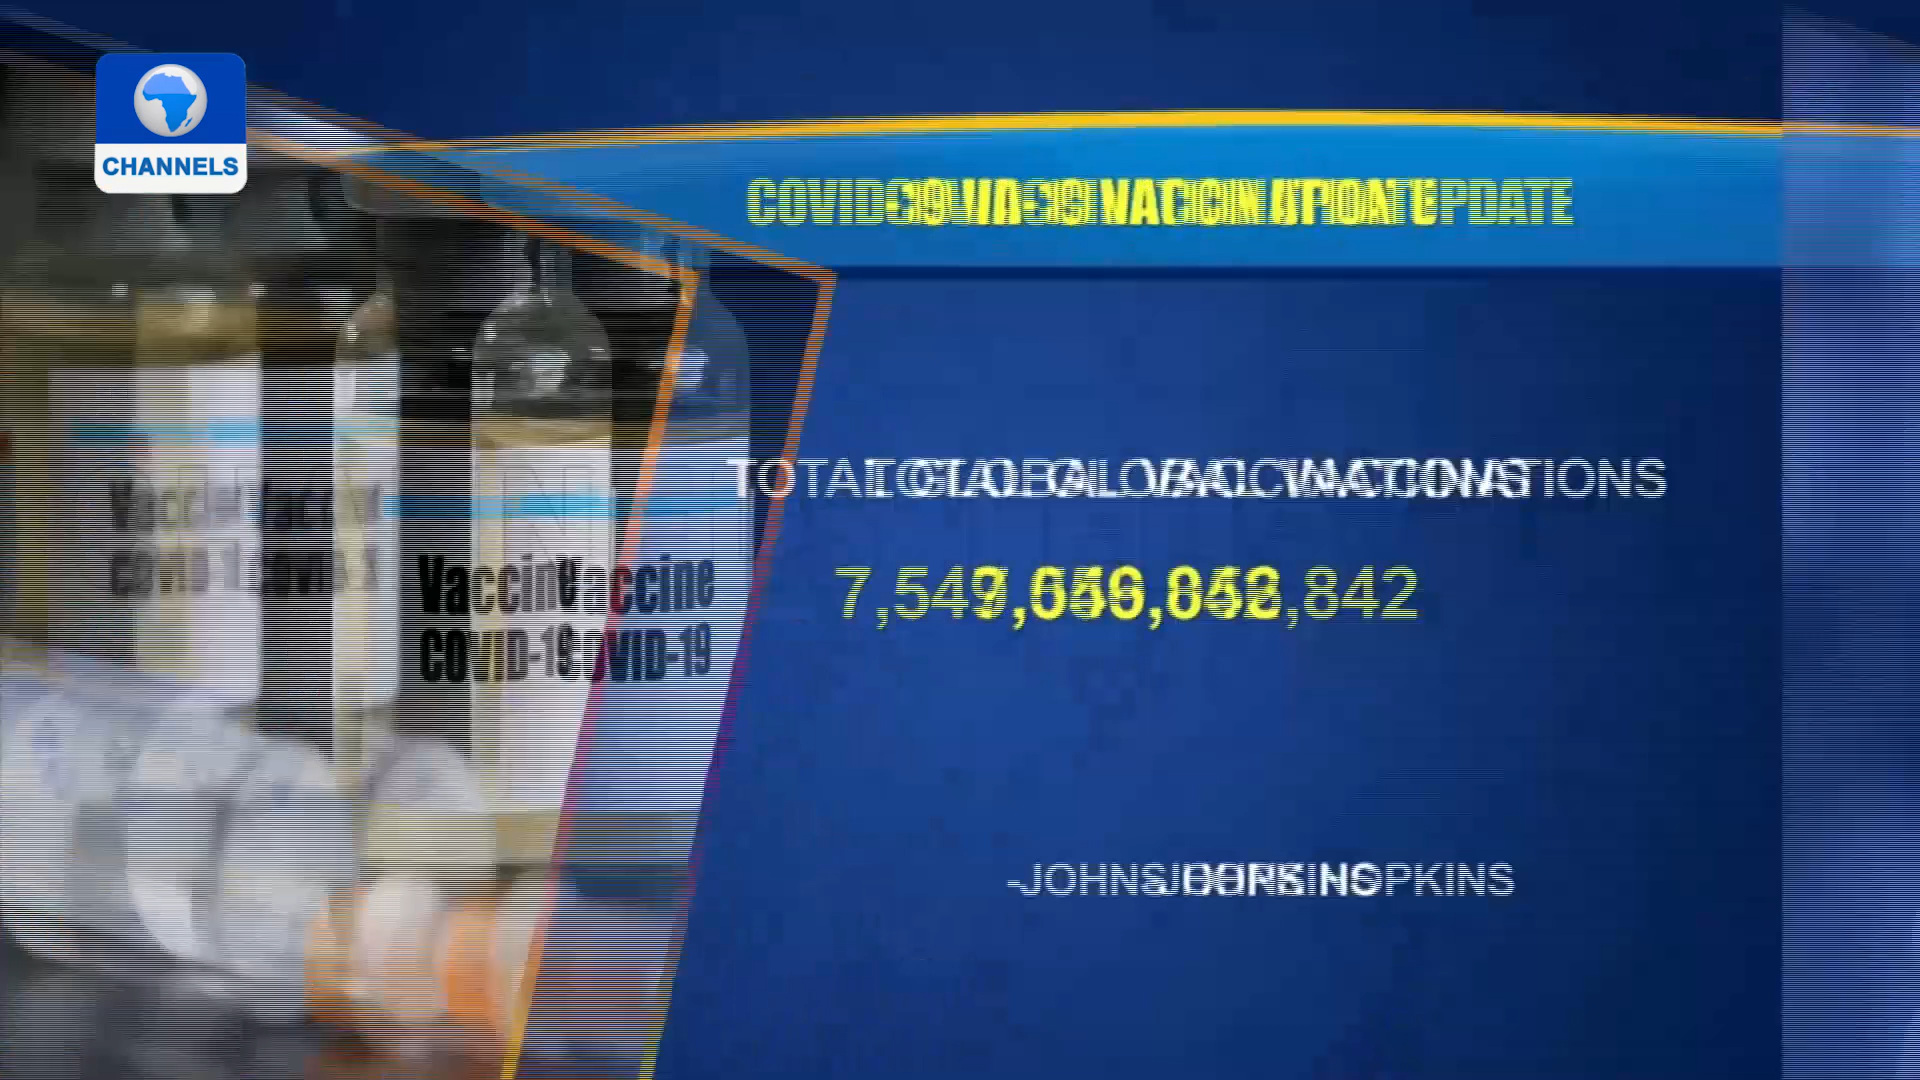 CHANNELS
COVID-19 VACCINATION UPDATE
TOTAL GLOBAL VACCINATIONS
Vaccine
COVID-19
-JOHNS HOPKINS